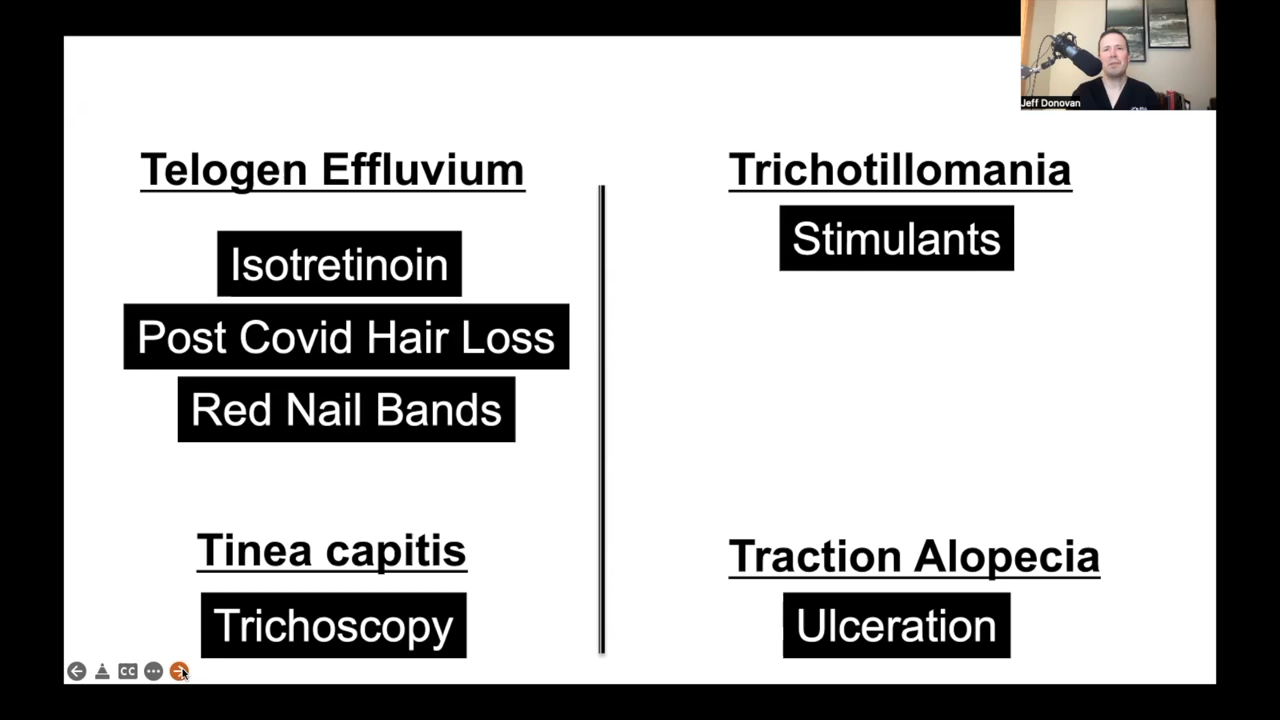 Jeff Donovan
Telogen Effluvium
Isotretinoin
Post Covid Hair Loss
Red Nail Bands
Tinea capitis
Trichoscopy
Trichotillomania
Stimulants
Traction Alopecia
Ulceration
CC